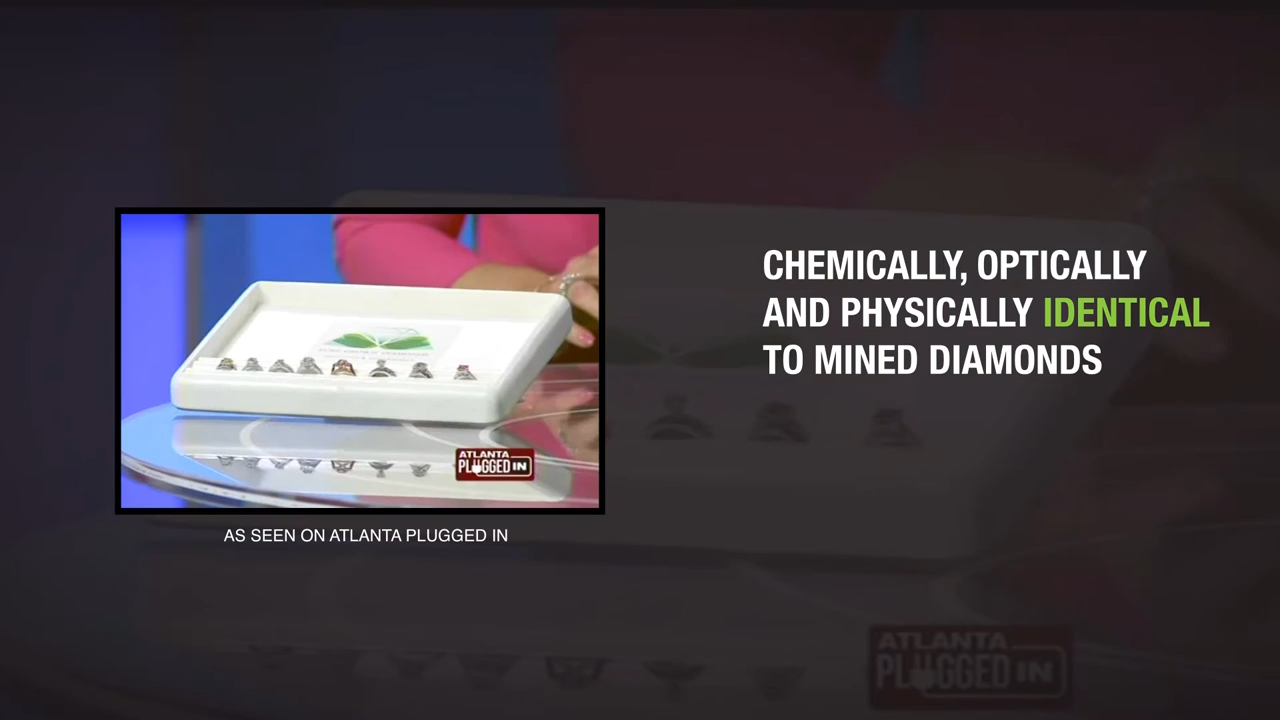 CHEMICALLY, OPTICALLY
AND PHYSICALLY IDENTICAL
TO MINED DIAMONDS
ATLANTA
PLUGGED IN
AS SEEN ON ATLANTA PLUGGED IN
ATLANTA
PLUGGED IN